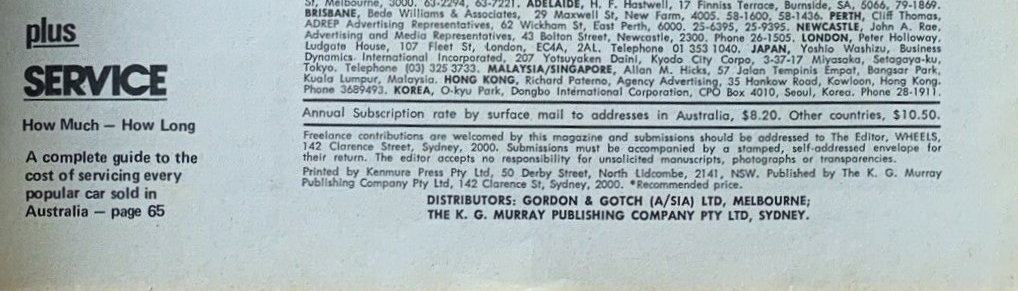 plus
SERVICE
How Much — How Long
A complete guide to the
cost of servicing every
popular car sold in
Australia — page 65
St, Melbourne, 3000. 63-2294, 63-7221. ADELAIDE, H. F. Hastwell, 17 Finniss Terrace, Burnside, SA, 5066, 79-1869.
BRISBANE, Bede Williams & Associates, 29 Maxwell St, New Farm, 4005. 58-1600, 58-1436. PERTH, Cliff Thomas,
ADREP Advertising Representatives, 62 Wickham St, East Perth, 6000. 25-6395, 25-9395. NEWCASTLE, John A. Rae,
Advertising and Media Representatives, 43 Bolton Street, Newcastle, 2300. Phone 26-1505. LONDON, Peter Holloway,
Ludgate House, 107 Fleet St, London, EC4A, 2AL. Telephone 01 353 1040. JAPAN, Yoshio Washizu, Business
Dynamics International Incorporated, 207 Yotsuyaken Daini, Kyodo City Corpo, 3-37-17 Miyasaka, Setagaya-ku,
Tokyo. Telephone (03) 325 3733. MALAYSIA/SINGAPORE, Allan M. Hicks, 57 Jalan Tempinis Empat, Bangsar Park,
Kuala Lumpur, Malaysia. HONG KONG, Richard Paterno, Agency Advertising, 35 Hankow Road, Kowloon, Hong Kong.
Phone 3689493. KOREA, O-kyu Park, Dongbo International Corporation, CPO Box 4010, Seoul, Korea. Phone 28-1911.
Annual Subscription rate by surface mail to addresses in Australia, $8.20. Other countries, $10.50.
Freelance contributions are welcomed by this magazine and submissions should be addressed to The Editor, WHEELS,
142 Clarence Street, Sydney, 2000. Submissions must be accompanied by a stamped, self-addressed envelope for
their return. The editor accepts no responsibility for unsolicited manuscripts, photographs or transparencies.
Printed by Kenmure Press Pty Ltd, 50 Derby Street, North Lidcombe, 2141, NSW. Published by The K. G. Murray
Publishing Company Pty Ltd, 142 Clarence St, Sydney, 2000. *Recommended price.
DISTRIBUTORS: GORDON & GOTCH (A/SIA) LTD, MELBOURNE;
THE K. G. MURRAY PUBLISHING COMPANY PTY LTD, SYDNEY.